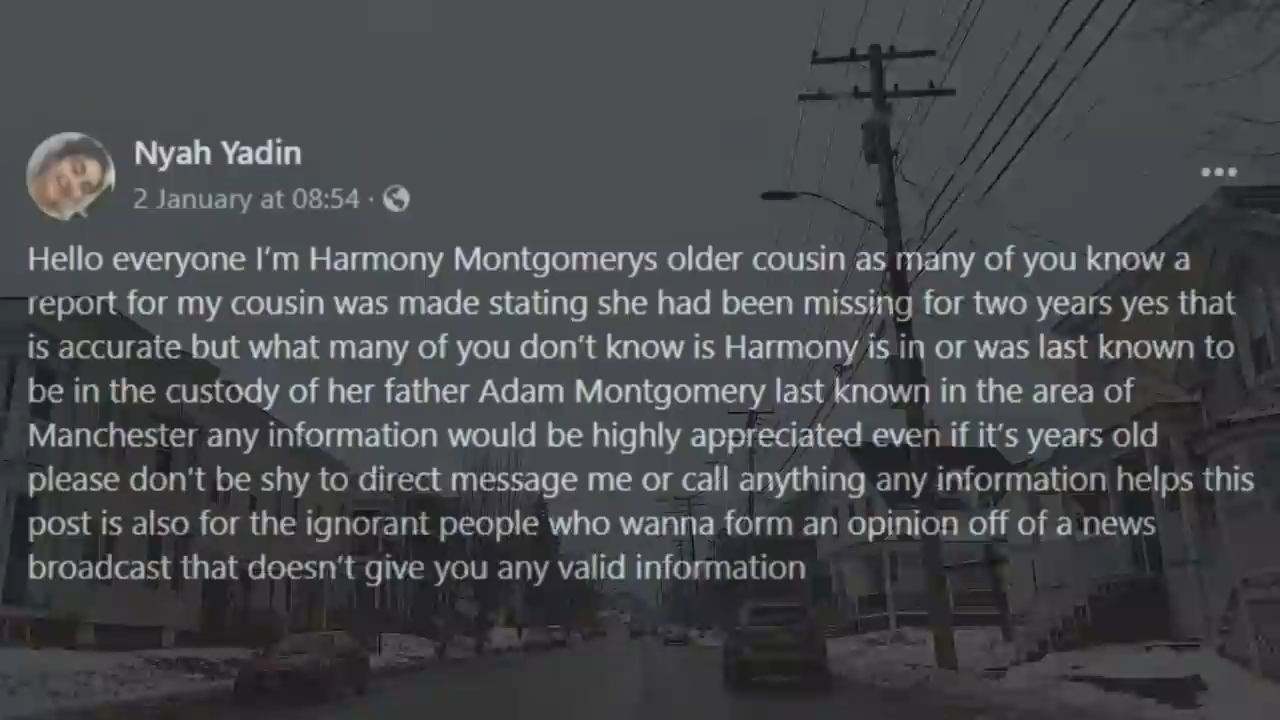 Nyah Yadin
2 January at 08:54 ·
Hello everyone I’m Harmony Montgomerys older cousin as many of you know a
report for my cousin was made stating she had been missing for two years yes that
is accurate but what many of you don’t know is Harmony is in or was last known to
be in the custody of her father Adam Montgomery last known in the area of
Manchester any information would be highly appreciated even if it’s years old
please don’t be shy to direct message me or call anything any information helps this
post is also for the ignorant people who wanna form an opinion off of a news
broadcast that doesn’t give you any valid information